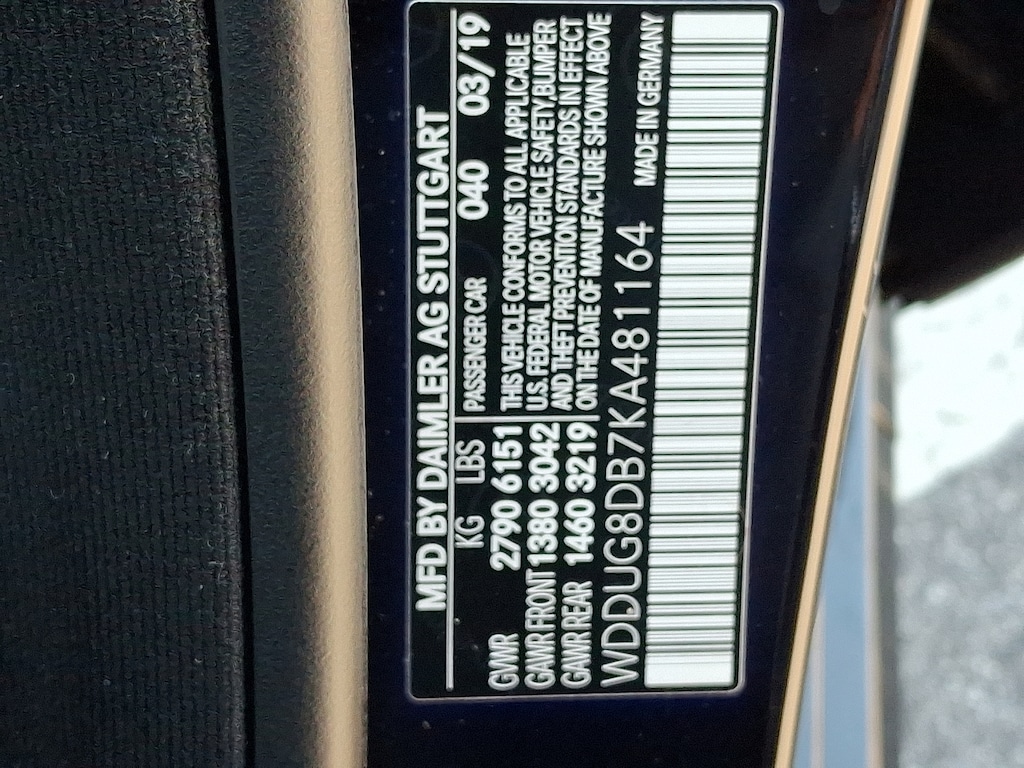 MFD BY DAIMLER AG STUTTGART
KG LBS PASSENGER CAR 040 03/19
GWR 2790 6151
GAWR FRONT 1380 3042
GAWR REAR 1460 3219
THIS VEHICLE CONFORMS TO ALL APPLICABLE
U.S. FEDERAL MOTOR VEHICLE SAFETY,BUMPER
AND THEFT PREVENTION STANDARDS IN EFFECT
ON THE DATE OF MANUFACTURE SHOWN ABOVE
WDDUG8DB7KA481164 MADE IN GERMANY